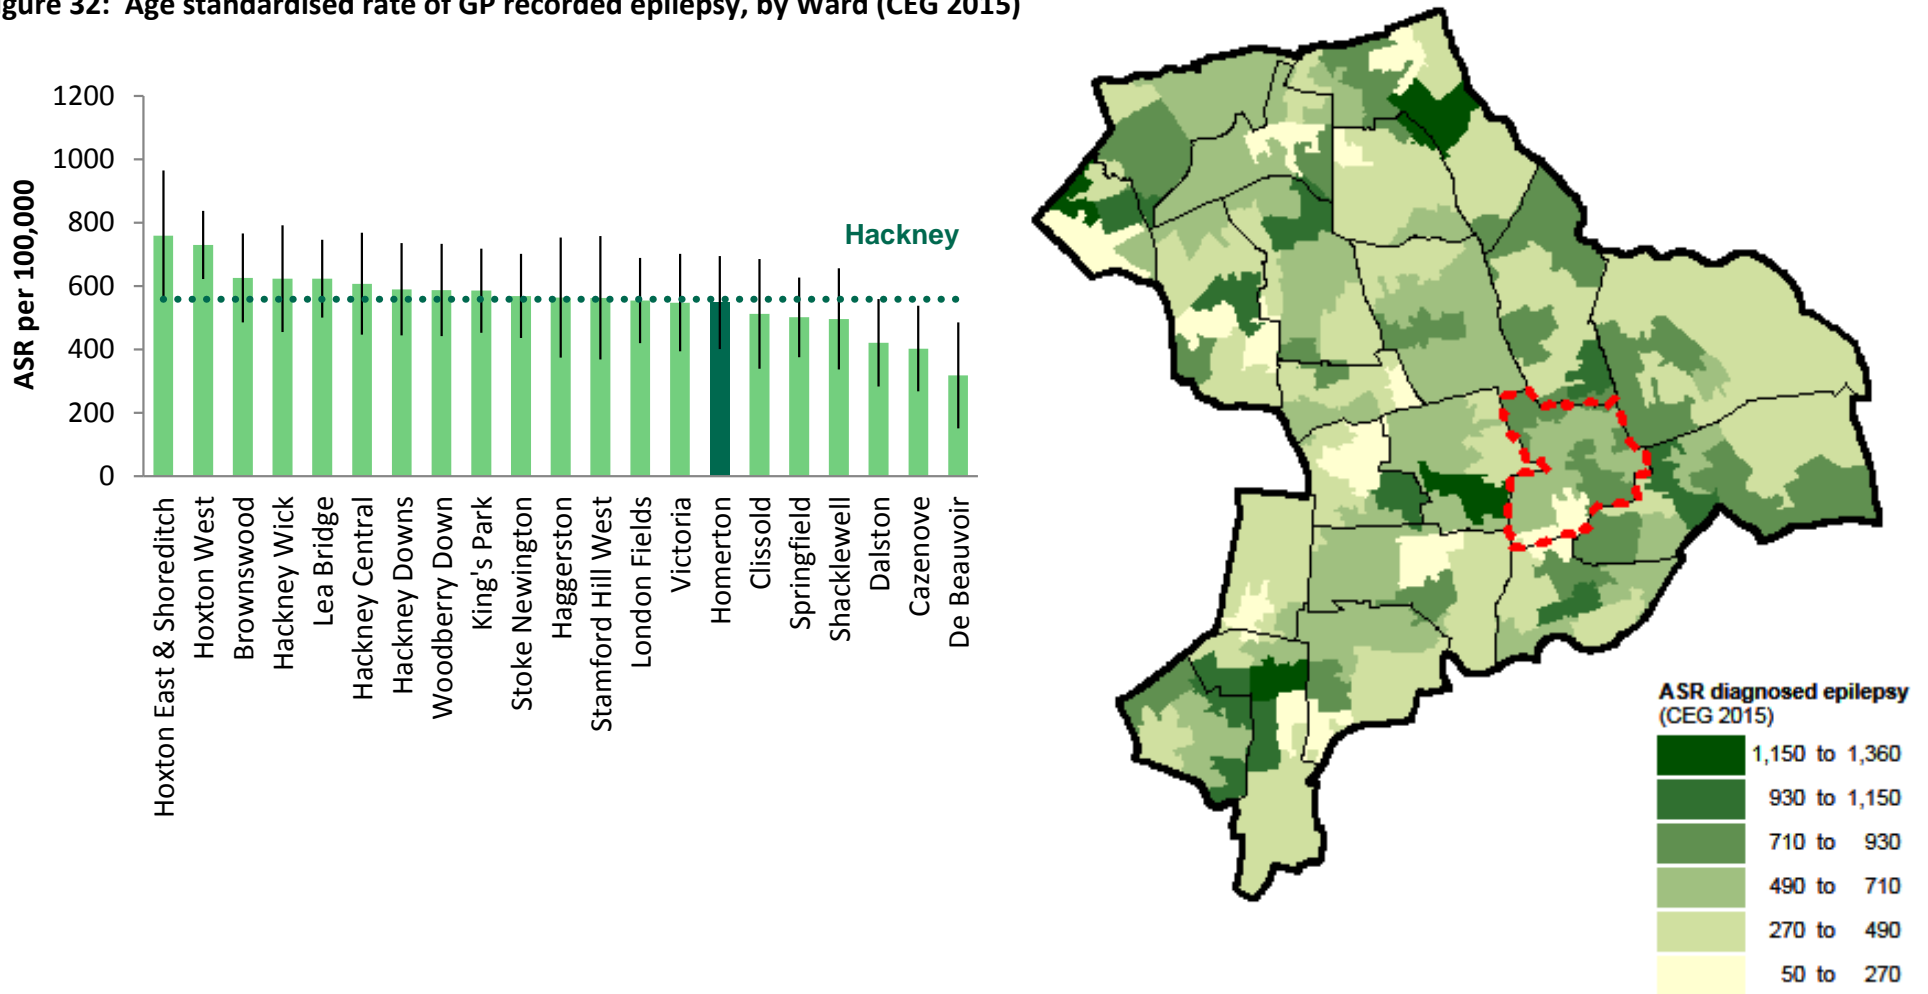 igure 32: Age standardised rate of GP recorded epilepsy, by Ward (CEG 2015)
1200
1000
800
600
400
200
0
ASR per 100,000
Hackney
Hoxton East & Shoreditch
Hoxton West
Brownswood
Hackney Wick
Lea Bridge
Hackney Central
Hackney Downs
Woodberry Down
King's Park
Stoke Newington
Haggerston
Stamford Hill West
London Fields
Victoria
Homerton
Clissold
Springfield
Shacklewell
Dalston
Cazenove
De Beauvoir
ASR diagnosed epilepsy
(CEG 2015)
1,150 to 1,360
930 to 1,150
710 to 930
490 to 710
270 to 490
50 to 270